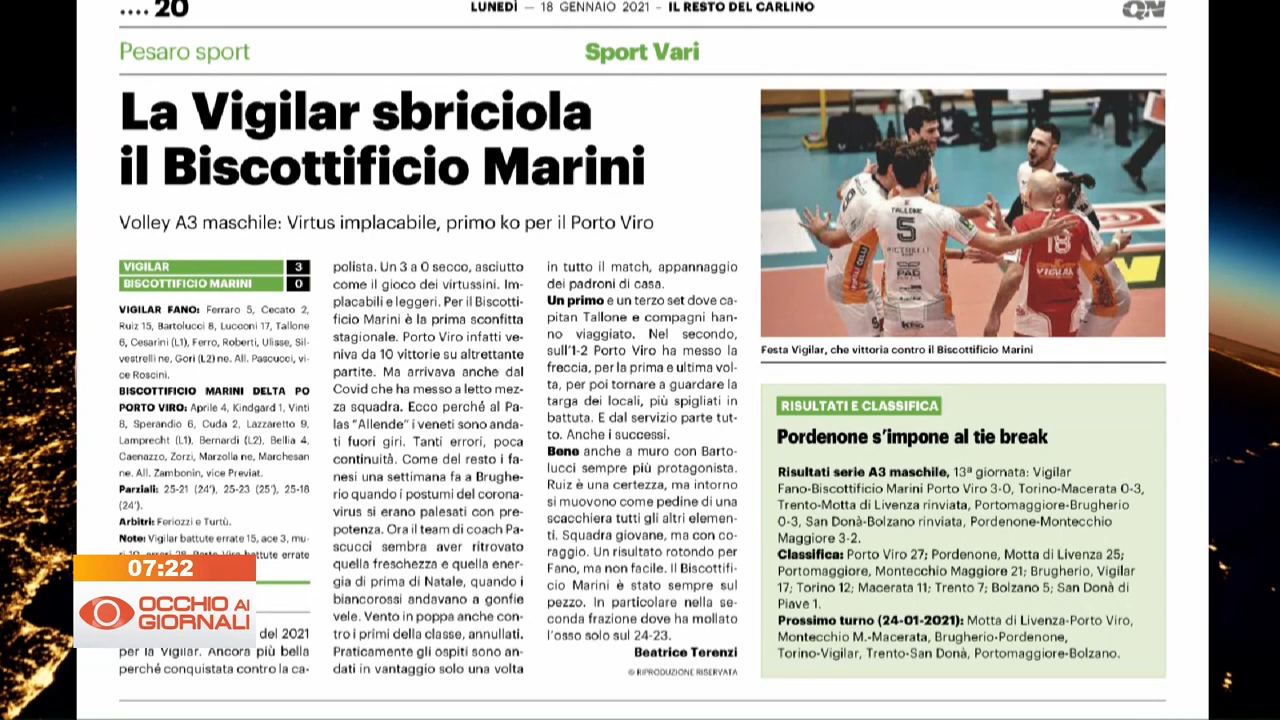 .... 20
LUNEDÌ — 18 GENNAIO 2021 – IL RESTO DEL CARLINO
QN
Pesaro sport
Sport Vari
La Vigilar sbriciola
il Biscottificio Marini
Volley A3 maschile: Virtus implacabile, primo ko per il Porto Viro
VIGILAR 3
BISCOTTIFICIO MARINI 0
VIGILAR FANO: Ferraro 5, Cecato 2,
Ruiz 15, Bartolucci 8, Lucconi 17, Tallone
6, Cesarini (L1), Ferro, Roberti, Ulisse, Sil-
vestrelli ne, Gori (L2) ne. All. Pascucci, vi-
ce Roscini.
BISCOTTIFICIO MARINI DELTA PO
PORTO VIRO: Aprile 4, Kindgard 1, Vinti
8, Sperandio 6, Cuda 2, Lazzaretto 9,
Lamprecht (L1), Bernardi (L2), Bellia 4,
Caenazzo, Zorzi, Marzolla ne, Marchesan
ne. All. Zambonin, vice Previat.
Parziali: 25-21 (24'), 25-23 (25'), 25-18
(24').
Arbitri: Feriozzi e Turtù.
Note: Vigilar battute errate 15, ace 3, mu-
ri 10, errori 28. Porto Viro battute errate
07:22
OCCHIO AI
GIORNALI
del 2021
per la Vigilar. Ancora più bella
perché conquistata contro la ca-
polista. Un 3 a 0 secco, asciutto
come il gioco dei virtussini. Im-
placabili e leggeri. Per il Biscotti-
ficio Marini è la prima sconfitta
stagionale. Porto Viro infatti ve-
niva da 10 vittorie su altrettante
partite. Ma arrivava anche dal
Covid che ha messo a letto mez-
za squadra. Ecco perché al Pa-
las "Allende" i veneti sono anda-
ti fuori giri. Tanti errori, poca
continuità. Come del resto i fa-
nesi una settimana fa a Brughe-
rio quando i postumi del corona-
virus si erano palesati con pre-
potenza. Ora il team di coach Pa-
scucci sembra aver ritrovato
quella freschezza e quella ener-
gia di prima di Natale, quando i
biancorossi andavano a gonfie
vele. Vento in poppa anche con-
tro i primi della classe, annullati.
Praticamente gli ospiti sono an-
dati in vantaggio solo una volta
in tutto il match, appannaggio
dei padroni di casa.
Un primo e un terzo set dove ca-
pitan Tallone e compagni han-
no viaggiato. Nel secondo,
sull'1-2 Porto Viro ha messo la
freccia, per la prima e ultima vol-
ta, per poi tornare a guardare la
targa dei locali, più spigliati in
battuta. E dal servizio parte tut-
to. Anche i successi.
Bene anche a muro con Barto-
lucci sempre più protagonista.
Ruiz è una certezza, ma intorno
si muovono come pedine di una
scacchiera tutti gli altri elemen-
ti. Squadra giovane, ma con co-
raggio. Un risultato rotondo per
Fano, ma non facile. Il Biscottifi-
cio Marini è stato sempre sul
pezzo. In particolare nella se-
conda frazione dove ha mollato
l'osso solo sul 24-23.
Beatrice Terenzi
© RIPRODUZIONE RISERVATA
TALLONE
5
18
VIGILAR
Festa Vigilar, che vittoria contro il Biscottificio Marini
RISULTATI E CLASSIFICA
Pordenone s'impone al tie break
Risultati serie A3 maschile, 13ª giornata: Vigilar
Fano-Biscottificio Marini Porto Viro 3-0, Torino-Macerata 0-3,
Trento-Motta di Livenza rinviata, Portomaggiore-Brugherio
0-3, San Donà-Bolzano rinviata, Pordenone-Montecchio
Maggiore 3-2.
Classifica: Porto Viro 27; Pordenone, Motta di Livenza 25;
Portomaggiore, Montecchio Maggiore 21; Brugherio, Vigilar
17; Torino 12; Macerata 11; Trento 7; Bolzano 5; San Donà di
Piave 1.
Prossimo turno (24-01-2021): Motta di Livenza-Porto Viro,
Montecchio M.-Macerata, Brugherio-Pordenone,
Torino-Vigilar, Trento-San Donà, Portomaggiore-Bolzano.